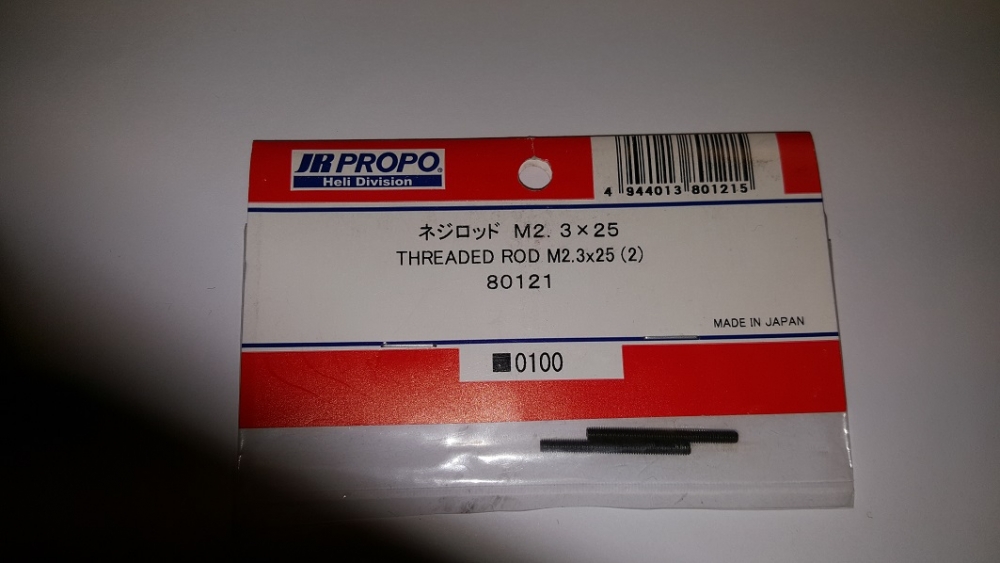 JR PROPO®
Heli Division
4 944013 801215
ネジロッド M2. 3×25
THREADED ROD M2.3x25 (2)
80121
MADE IN JAPAN
■0100